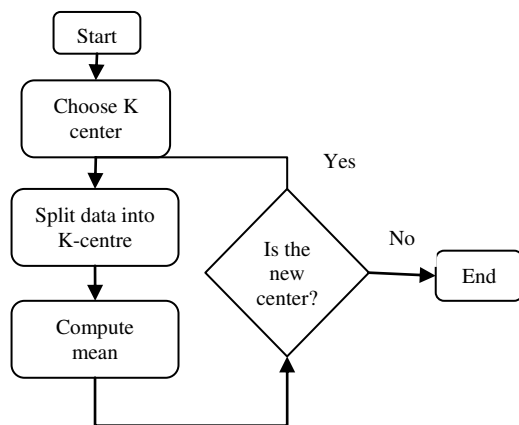 Start
Choose K
center
Split data into
K-centre
Compute
mean
Yes
Is the
new
center?
No
End